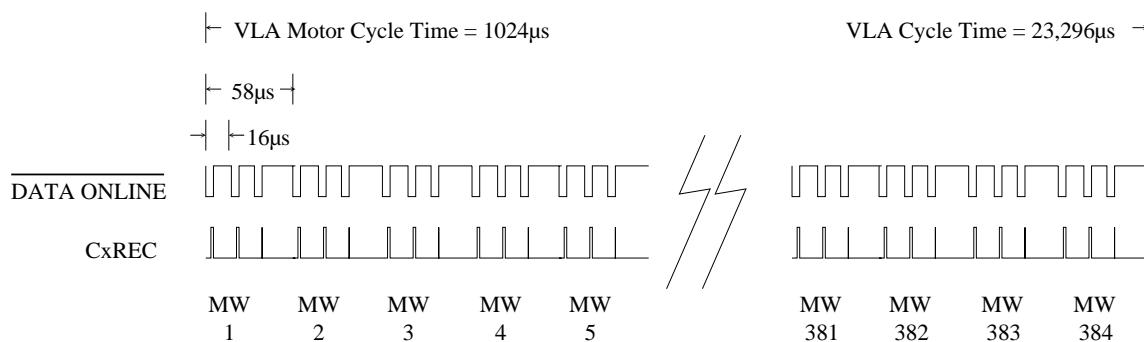 VLA Motor Cycle Time = 1024µs
VLA Cycle Time = 23,296µs
58µs
16µs
DATA ONLINE
CxREC
MW MW MW MW MW MW MW MW MW
1 2 3 4 5 381 382 383 384